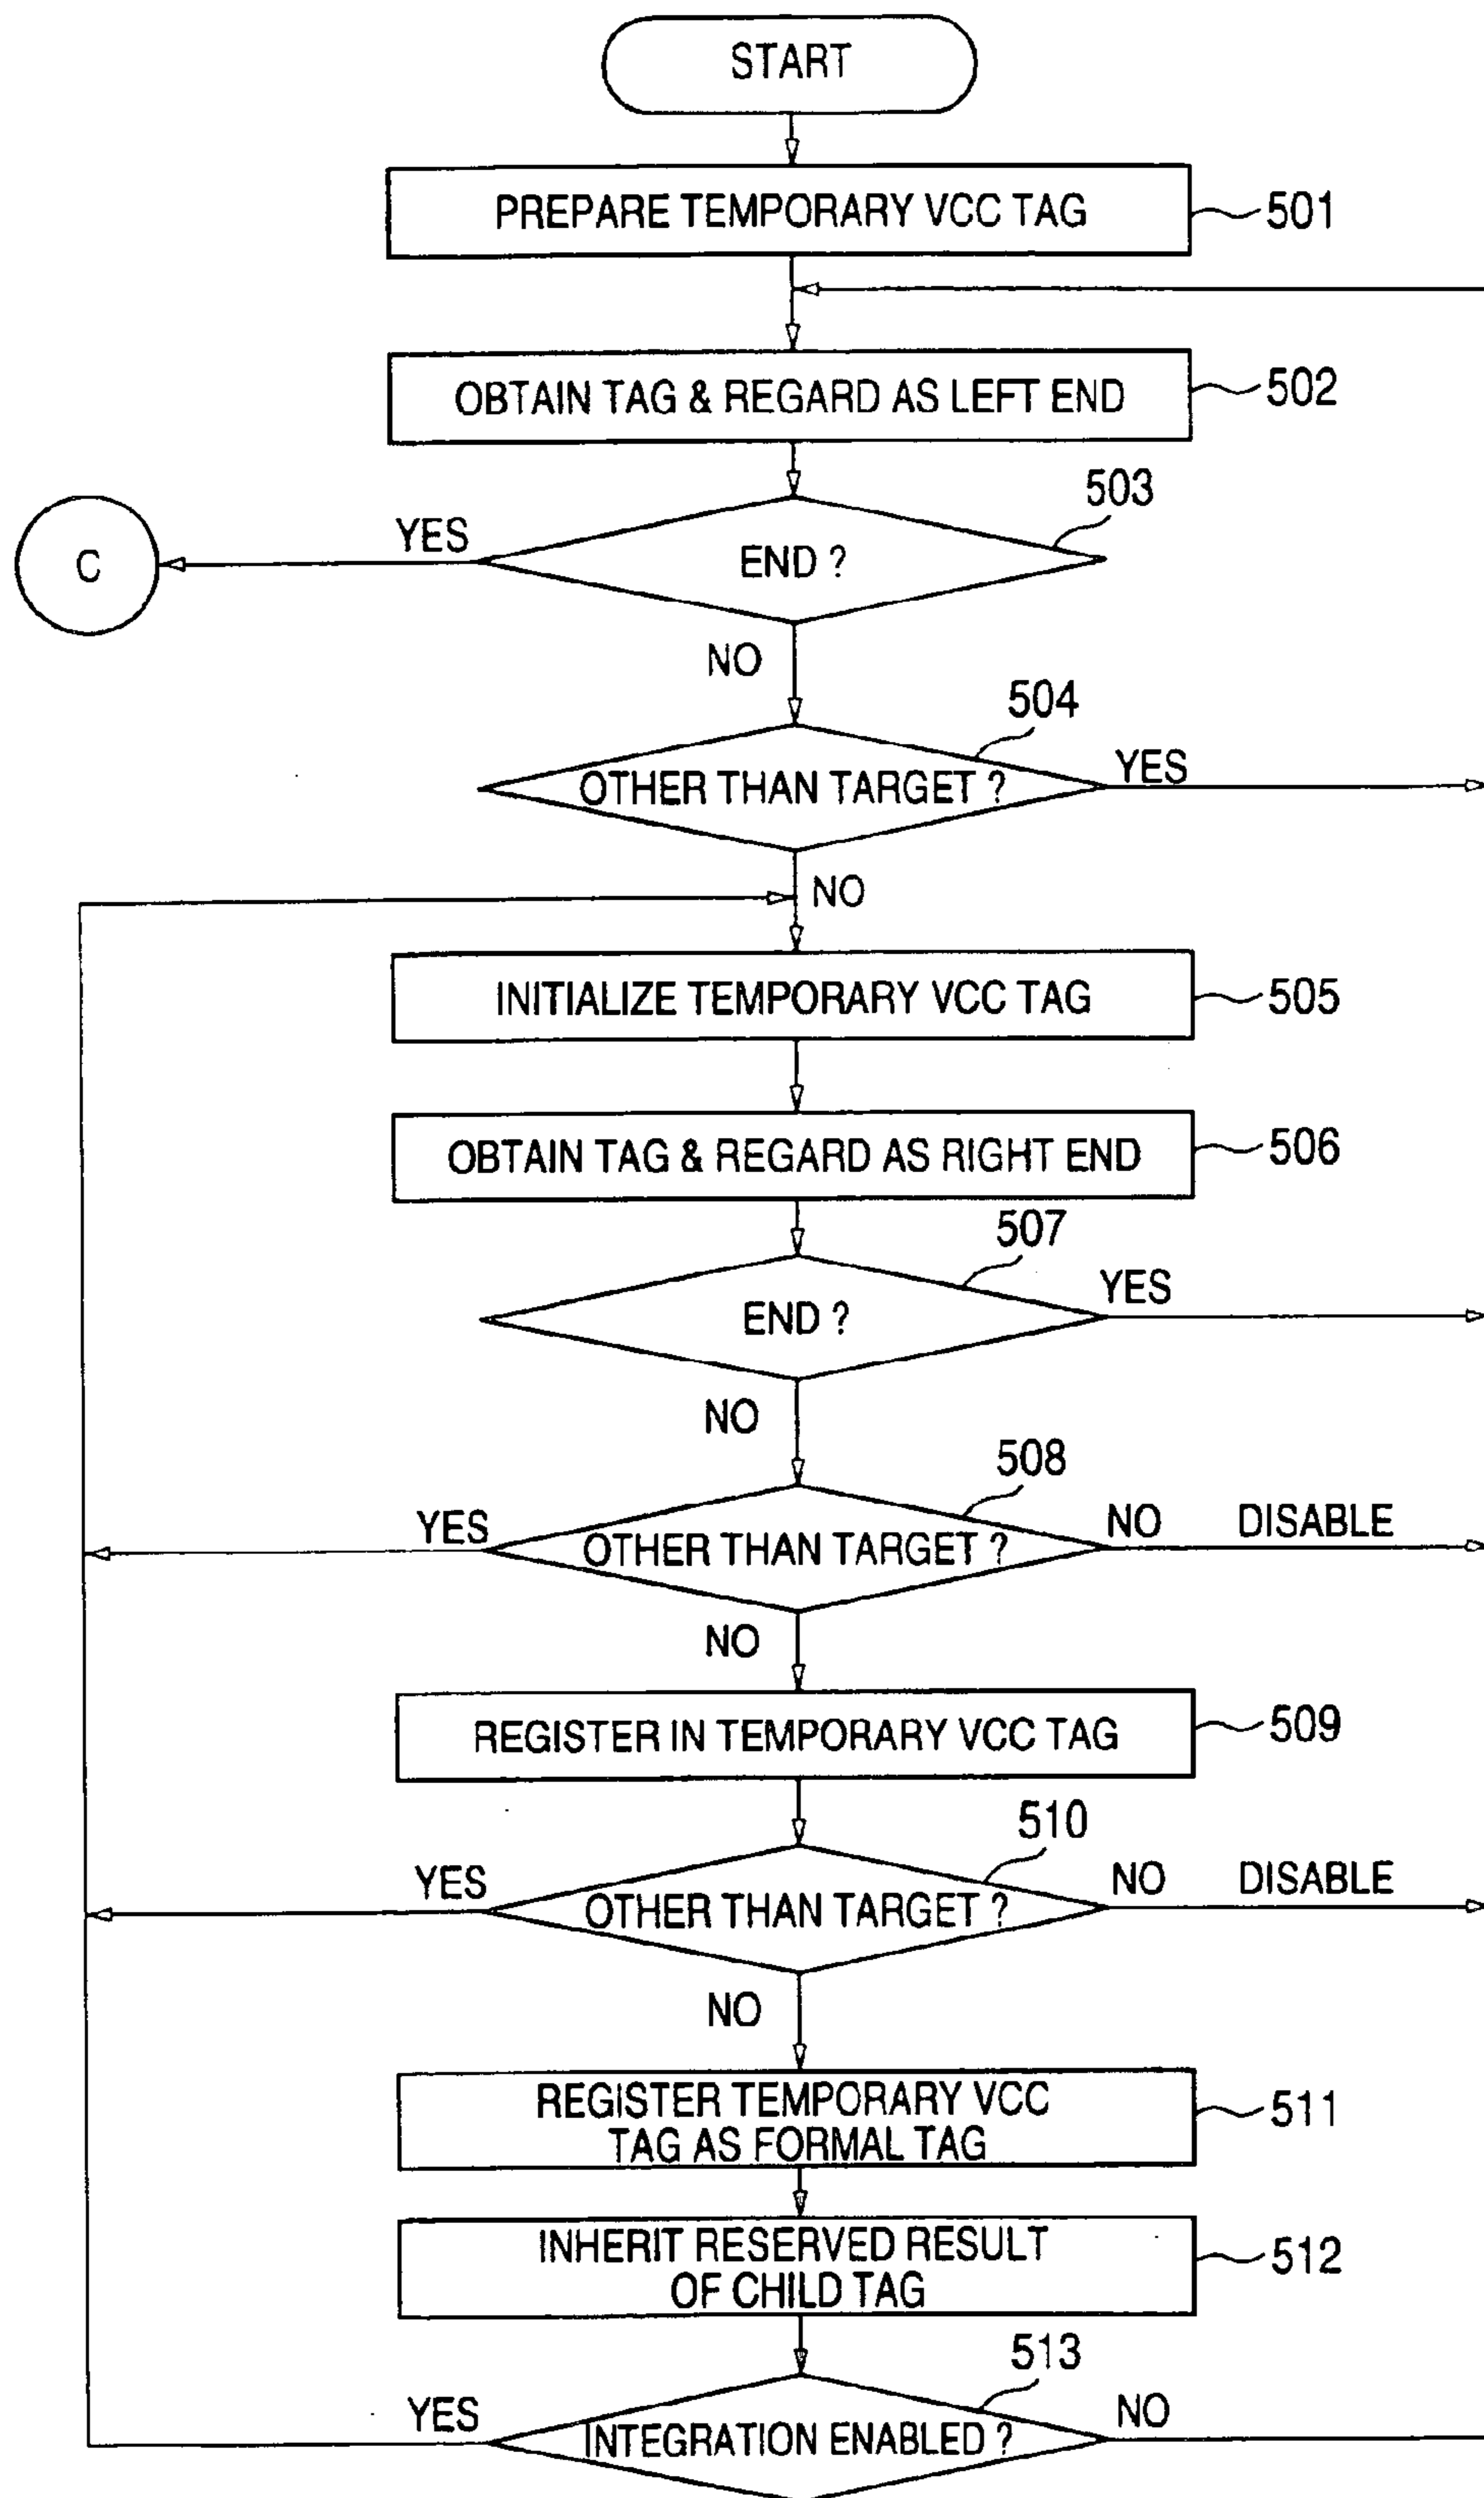 START
PREPARE TEMPORARY VCC TAG
501
OBTAIN TAG & REGARD AS LEFT END
502
503
YES
C
END ?
NO
504
OTHER THAN TARGET ?
YES
NO
INITIALIZE TEMPORARY VCC TAG
505
OBTAIN TAG & REGARD AS RIGHT END
506
507
END ?
YES
NO
508
YES
OTHER THAN TARGET ?
NO DISABLE
NO
REGISTER IN TEMPORARY VCC TAG
509
510
YES
OTHER THAN TARGET ?
NO DISABLE
NO
REGISTER TEMPORARY VCC
TAG AS FORMAL TAG
511
INHERIT RESERVED RESULT
OF CHILD TAG
512
513
YES
INTEGRATION ENABLED ?
NO